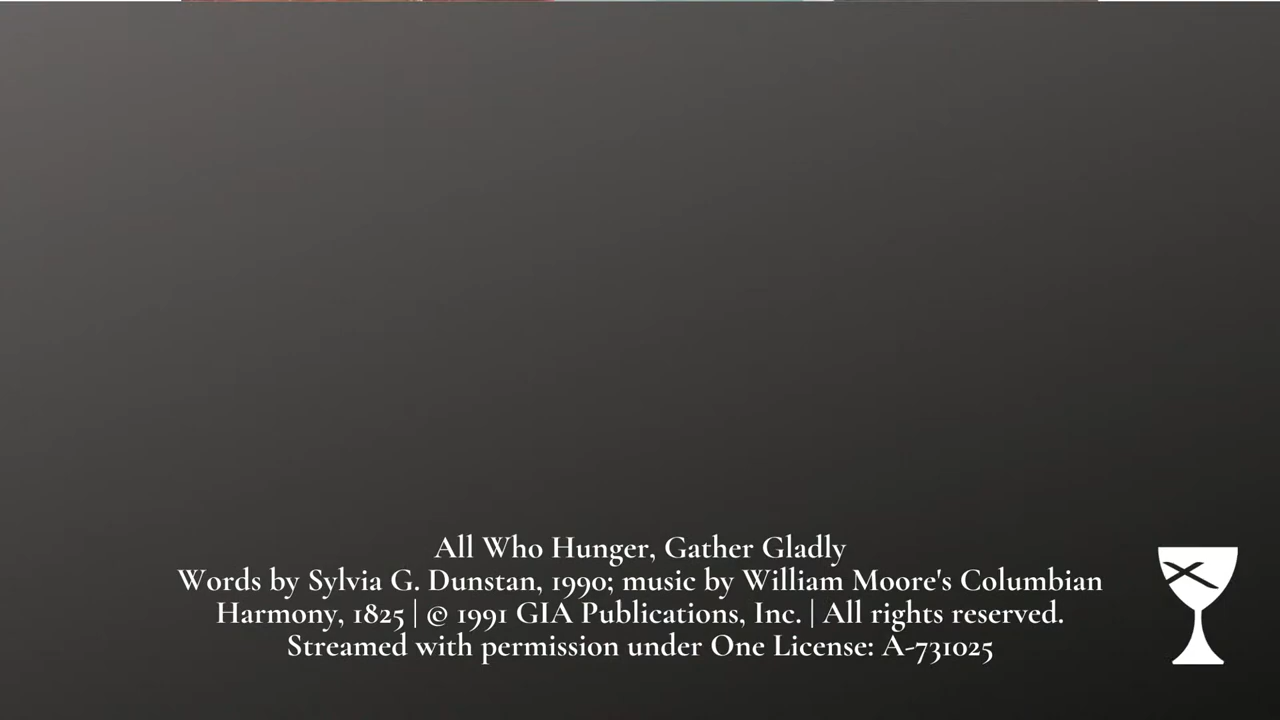 All Who Hunger, Gather Gladly
Words by Sylvia G. Dunstan, 1990; music by William Moore's Columbian
Harmony, 1825 | © 1991 GIA Publications, Inc. | All rights reserved.
Streamed with permission under One License: A-731025